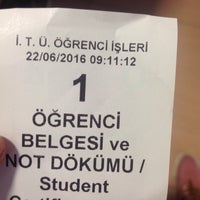 İ. T. Ü. ÖĞRENCİ İŞLERİ
22/06/2016 09:11:12
1
ÖĞRENCİ
BELGESİ ve
NOT DÖKÜMÜ /
Student